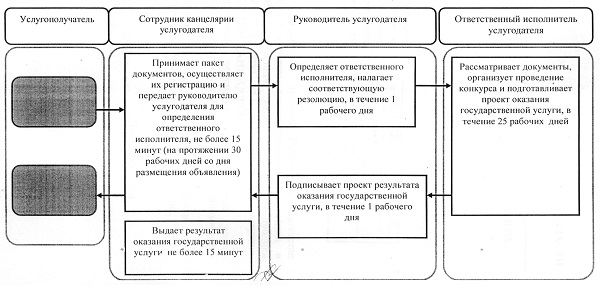 Услугополучатель
Сотрудник канцелярии
услугодателя
Руководитель услугодателя
Ответственный исполнитель
услугодателя
Принимает пакет
документов, осуществляет
их регистрацию и
передает руководителю
услугодателя для
определения
ответственного
исполнителя, не более 15
минут (на протяжении 30
рабочих дней со дня
размещения объявления)
Определяет ответственного
исполнителя, налагает
соответствующую
резолюцию, в течение 1
рабочего дня
Рассматривает документы,
организует проведение
конкурса и подготавливает
проект оказания
государственной услуги, в
течение 25 рабочих дней
Подписывает проект результата
оказания государственной
услуги, в течение 1 рабочего
дня
Выдает результат
оказания государственной
услуги не более 15 минут